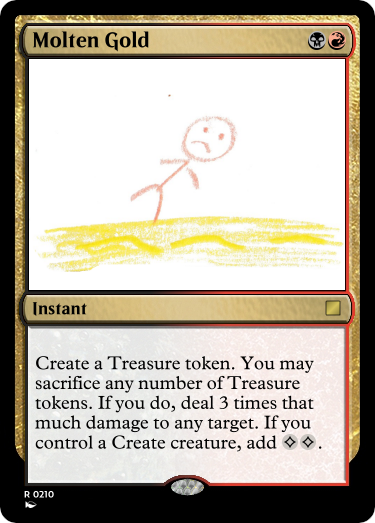 Molten Gold
Instant
Create a Treasure token. You may
sacrifice any number of Treasure
tokens. If you do, deal 3 times that
much damage to any target. If you
control a Create creature, add
R 0210